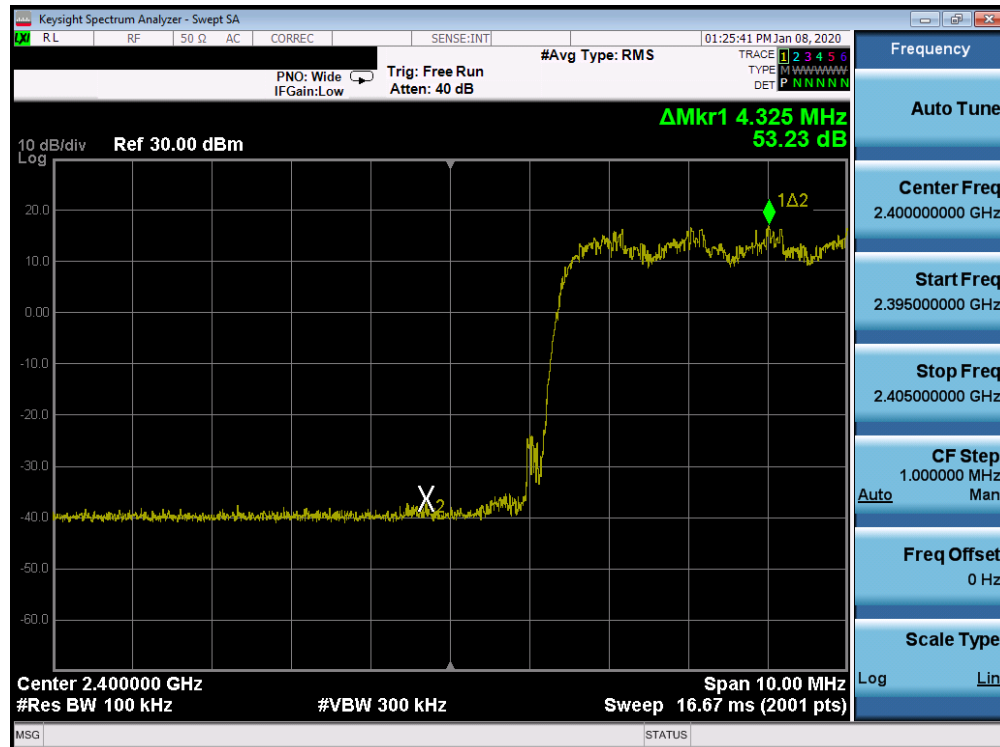 Keysight Spectrum Analyzer - Swept SA
LXI RL RF 50 Ω AC CORREC SENSE:INT 01:25:41 PM Jan 08, 2020
#Avg Type: RMS
TRACE 1 2 3 4 5 6
TYPE M W W W W W
DET P N N N N N
PNO: Wide
IFGain:Low
Trig: Free Run
Atten: 40 dB
ΔMkr1 4.325 MHz
53.23 dB
10 dB/div Ref 30.00 dBm
Log
1Δ2
20.0
10.0
0.00
-10.0
-20.0
-30.0
X2
-40.0
-50.0
-60.0
Center 2.400000 GHz Span 10.00 MHz
#Res BW 100 kHz #VBW 300 kHz Sweep 16.67 ms (2001 pts)
MSG STATUS
Frequency
Auto Tune
Center Freq
2.400000000 GHz
Start Freq
2.395000000 GHz
Stop Freq
2.405000000 GHz
CF Step
1.000000 MHz
Auto Man
Freq Offset
0 Hz
Scale Type
Log Lin